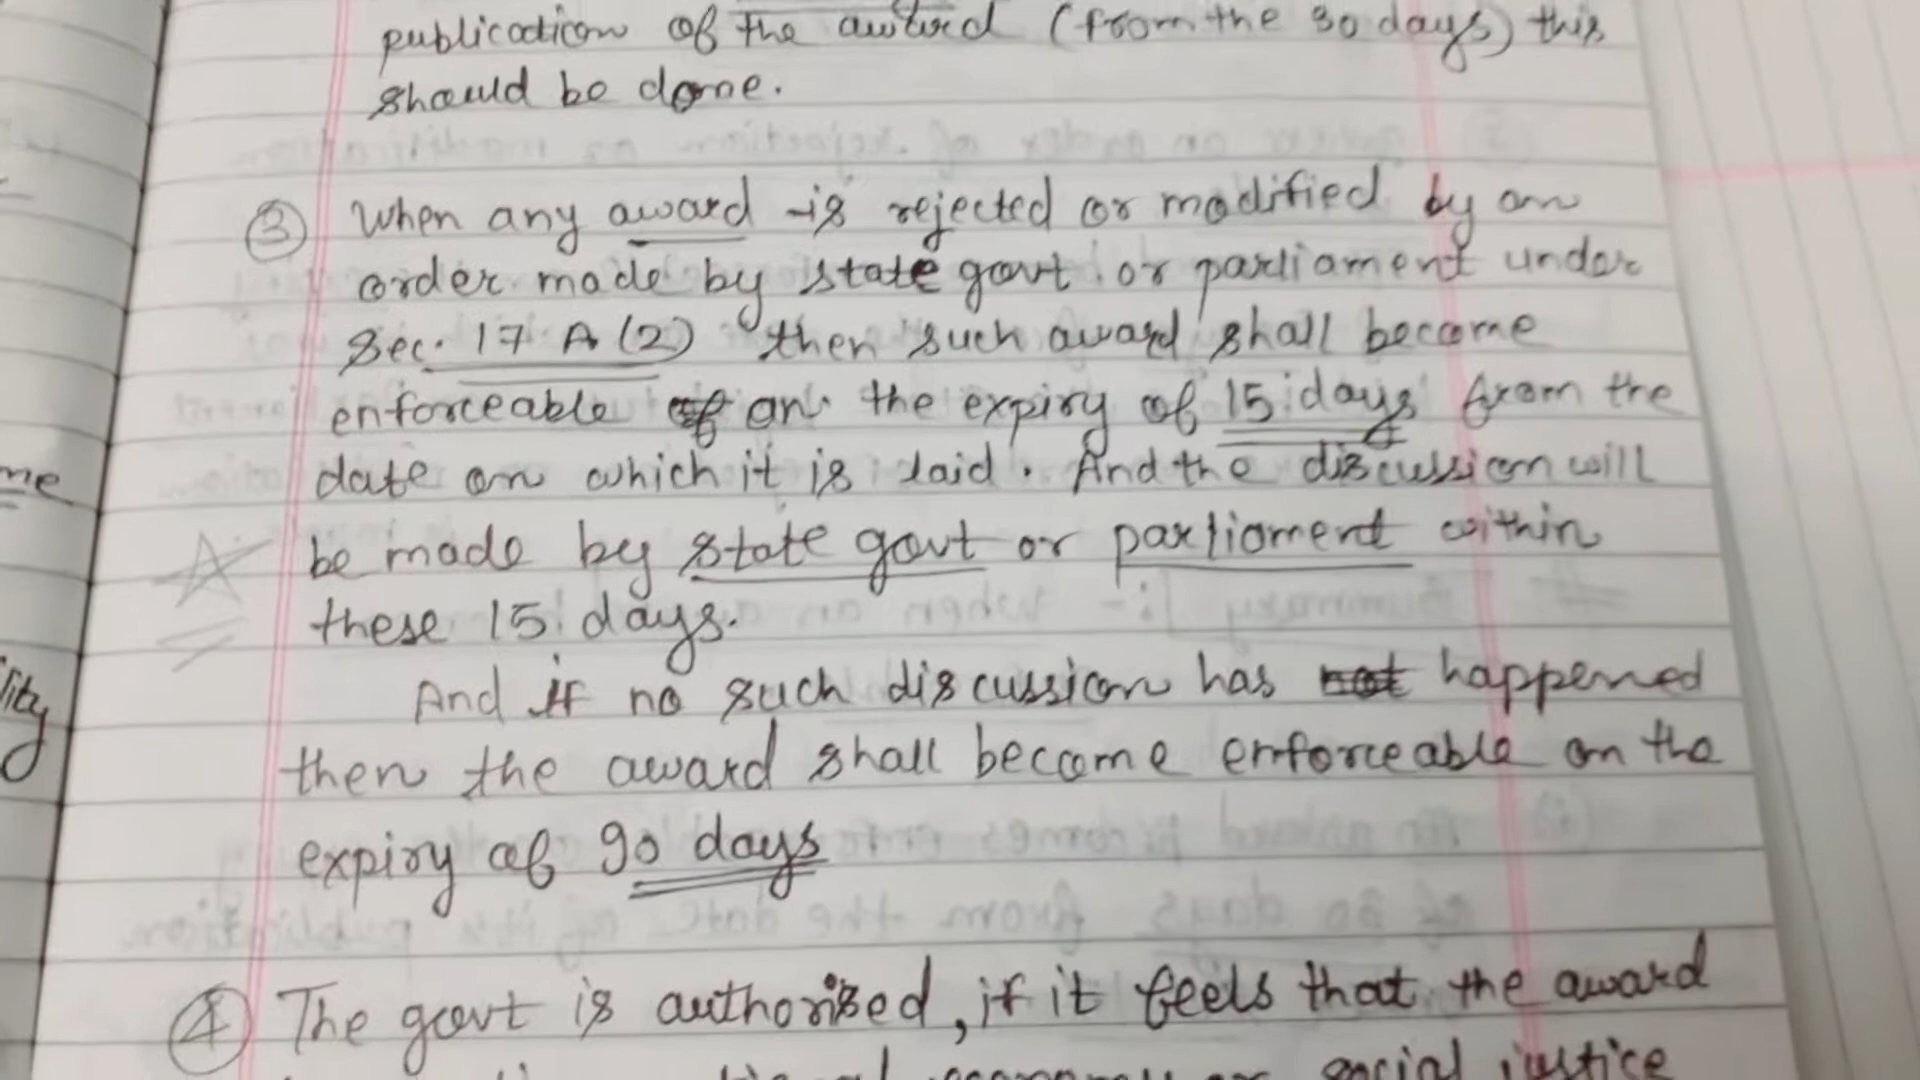 publication of the award (from the 30 days) this
should be done.
③ When any award is rejected or modified by an
order made by state govt. or parliament under
Sec. 17 A (2) then such award shall become
enforceable on the expiry of 15 days from the
date on which it is laid. And the discussion will
be made by state govt or parliament within
these 15 days.
And if no such discussion has happened
then the award shall become enforceable on the
expiry of 90 days
④ The govt is authorised, if it feels that the award
social justice
me
lity